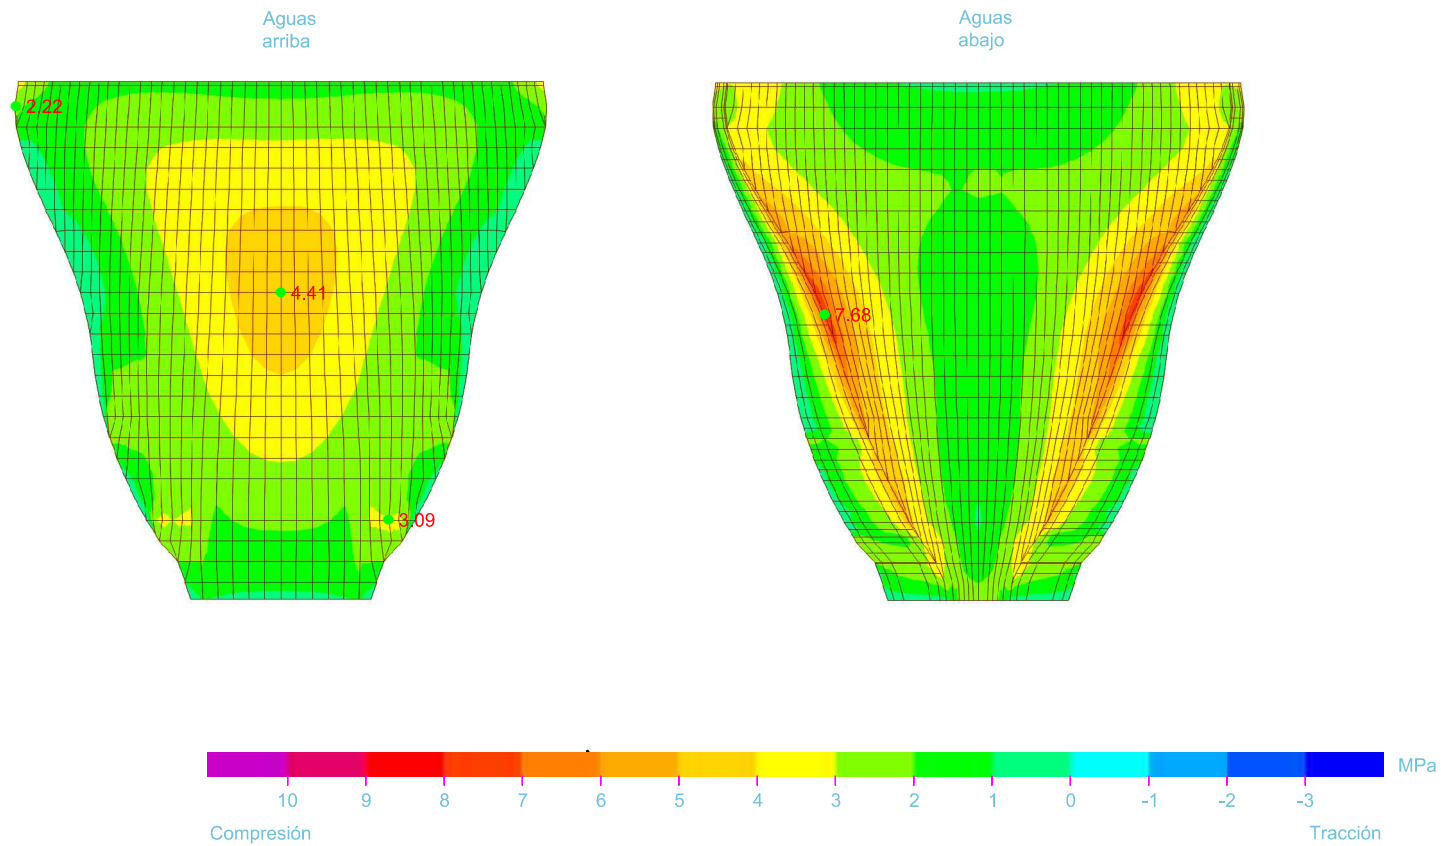 Aguas
arriba
Aguas
abajo
2.22
4.41
7.68
3.09
MPa
10 9 8 7 6 5 4 3 2 1 0 -1 -2 -3
Compresión Tracción